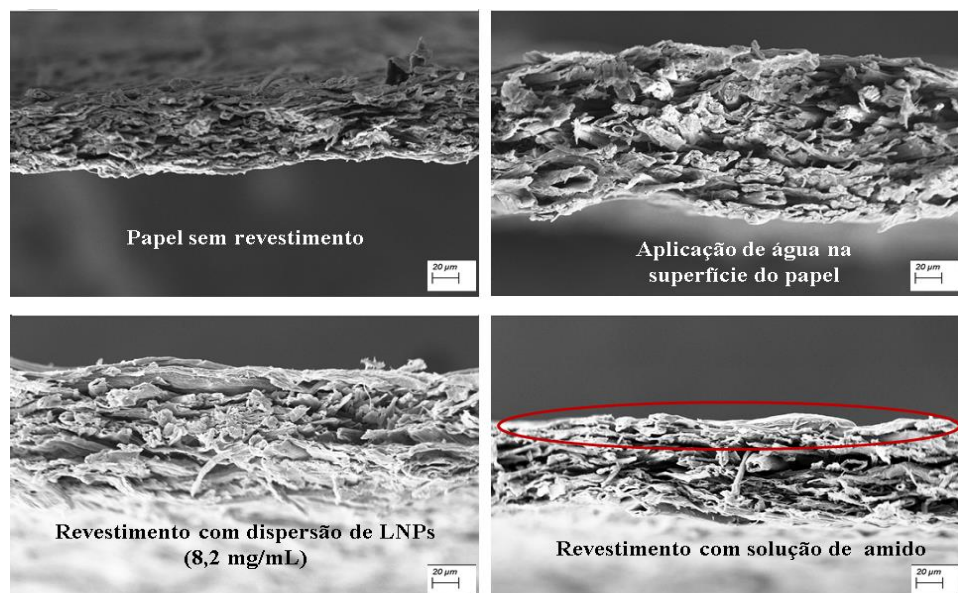 Papel sem revestimento
20 µm
Aplicação de água na
superfície do papel
20 µm
Revestimento com dispersão de LNPs
(8,2 mg/mL)
20 µm
Revestimento com solução de  amido
20 µm